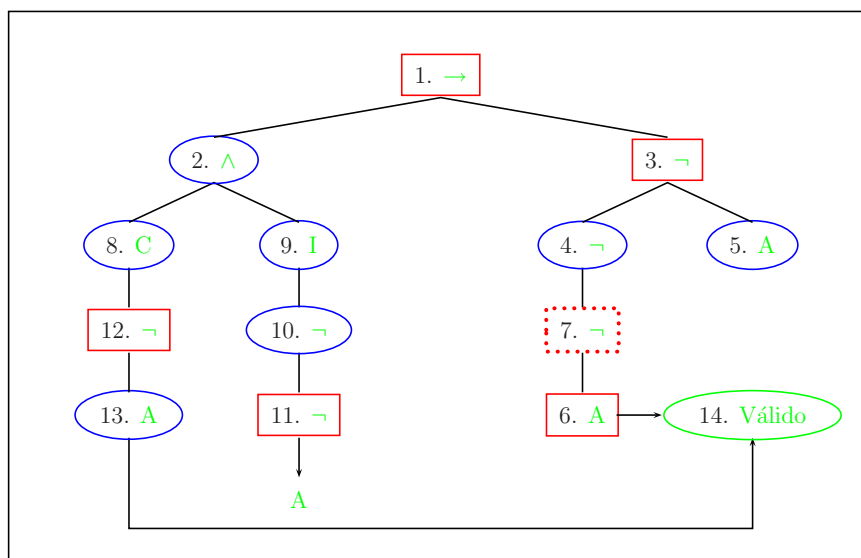 1. →
2. ∧
3. ¬
8. C
9. I
4. ¬
5. A
12. ¬
10. ¬
7. ¬
13. A
11. ¬
6. A
14. Válido
A